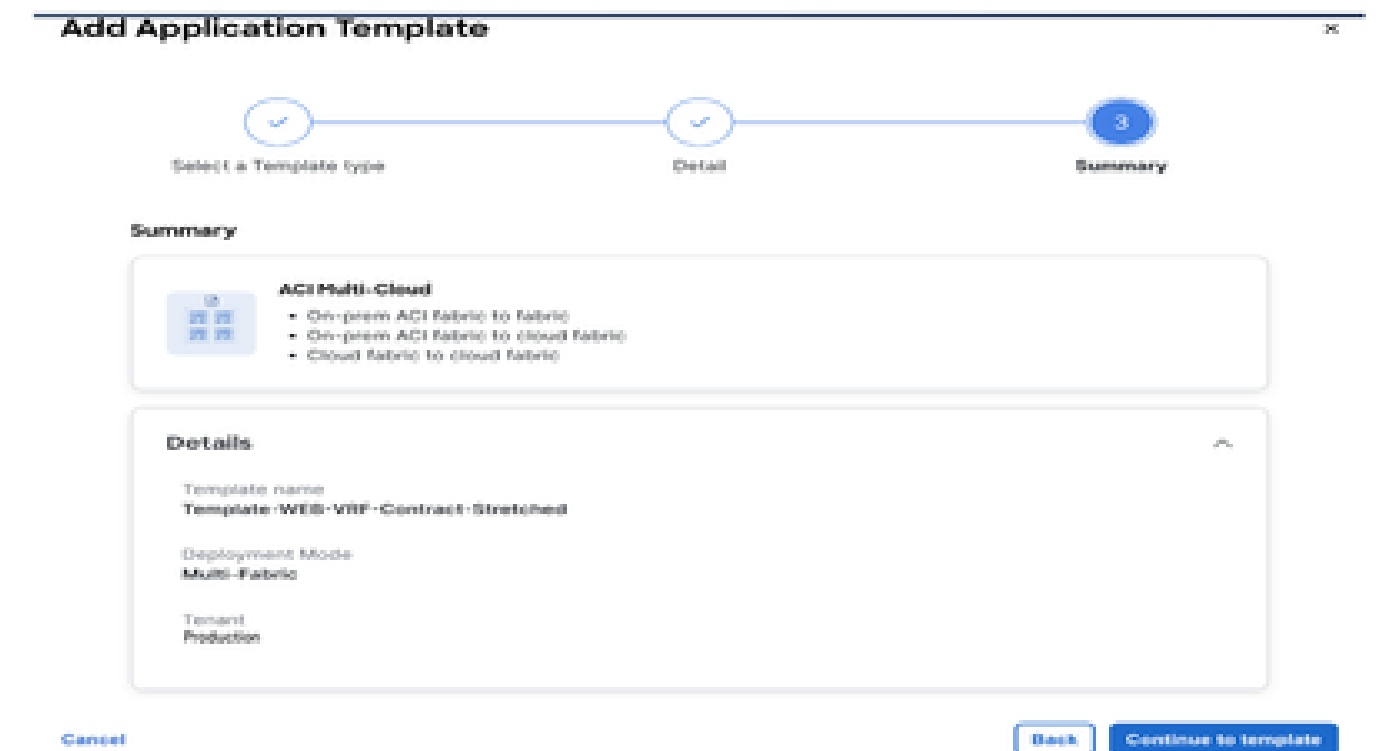 Add Application Template
3
Select a Template type
Detail
Summary
Summary
ACI Multi-Cloud
• On-prem ACI fabric to fabric
• On-prem ACI fabric to cloud fabric
• Cloud fabric to cloud fabric
Details
Template name
Template-WEB-VRF-Contract-Stretched
Deployment Mode
Multi-Fabric
Tenant
Production
Cancel
Back
Continue to template